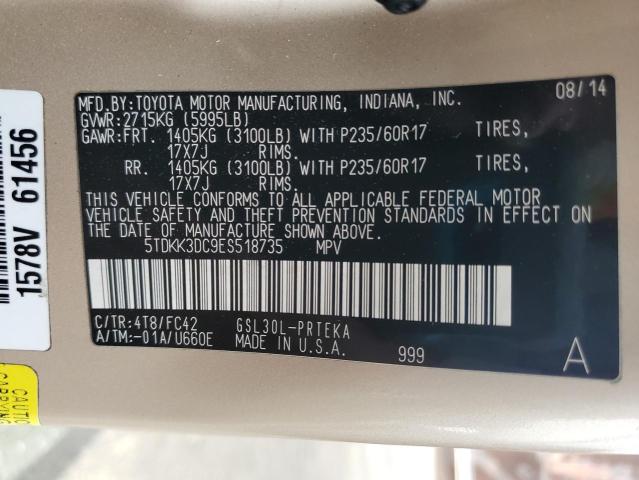 MFD.BY:TOYOTA MOTOR MANUFACTURING, INDIANA, INC. 08/14
GVWR:2715KG (5995LB)
GAWR:FRT. 1405KG (3100LB) WITH P235/60R17 TIRES,
17X7J RIMS.
RR. 1405KG (3100LB) WITH P235/60R17 TIRES,
17X7J RIMS.
THIS VEHICLE CONFORMS TO ALL APPLICABLE FEDERAL MOTOR
VEHICLE SAFETY AND THEFT PREVENTION STANDARDS IN EFFECT ON
THE DATE OF MANUFACTURE SHOWN ABOVE.
5TDKK3DC9ES518735 MPV
C/TR:4T8/FC42 GSL30L-PRTEKA
A/TM:-01A/U660E MADE IN U.S.A. 999 A
1578V 61456
CAUTI
CARRYING